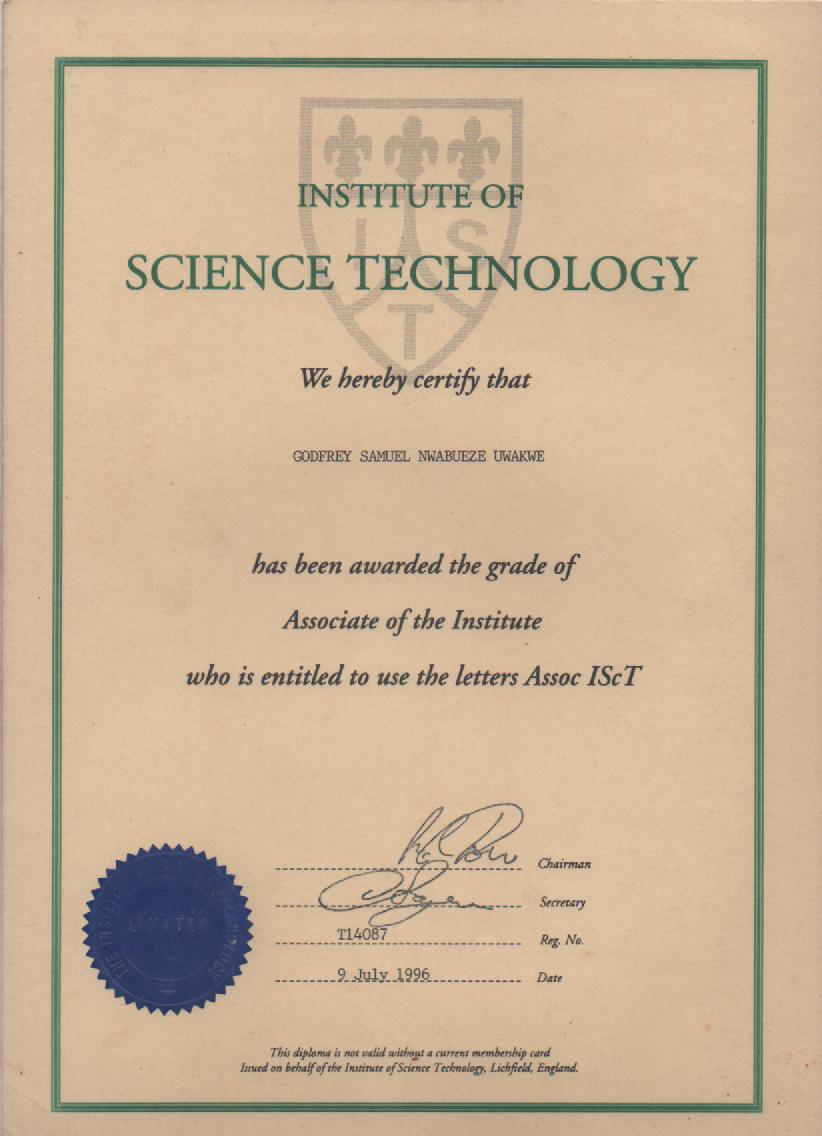 INSTITUTE OF
I S
SCIENCE TECHNOLOGY
T
We hereby certify that
GODFREY SAMUEL NWABUEZE UWAKWE
has been awarded the grade of
Associate of the Institute
who is entitled to use the letters Assoc IScT
Chairman
Secretary
T14087 Reg. No.
9 July 1996 Date
LIMITED
This diploma is not valid without a current membership card
Issued on behalf of the Institute of Science Technology, Lichfield, England.